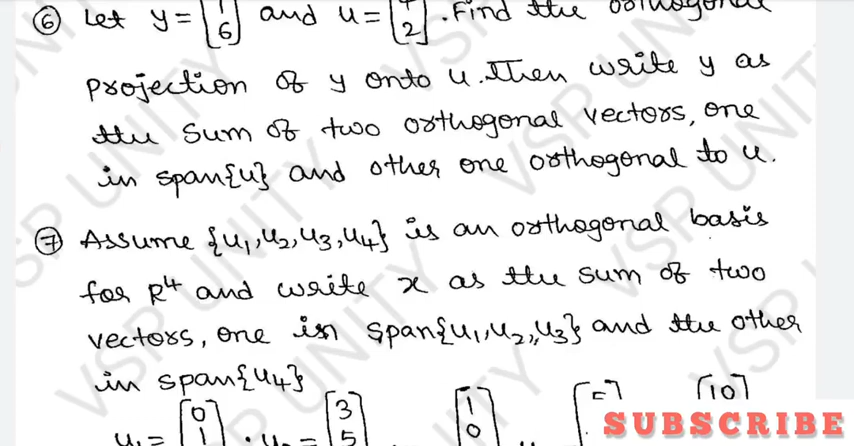 ⑥ Let y = [ 6] and u = [ 2]. Find the
projection of y onto u. Then write y as
the sum of two orthogonal vectors, one
in span{u} and other one orthogonal to u.
⑦ Assume {u1, u2, u3, u4} is an orthogonal basis
for R4 and write x as the sum of two
vectors, one in span{u1, u2, u3} and the other
in span{u4}
u1 = [0 1 . u2 = [3 5 [1 0 [10
SUBSCRIBE
VSP UNITY